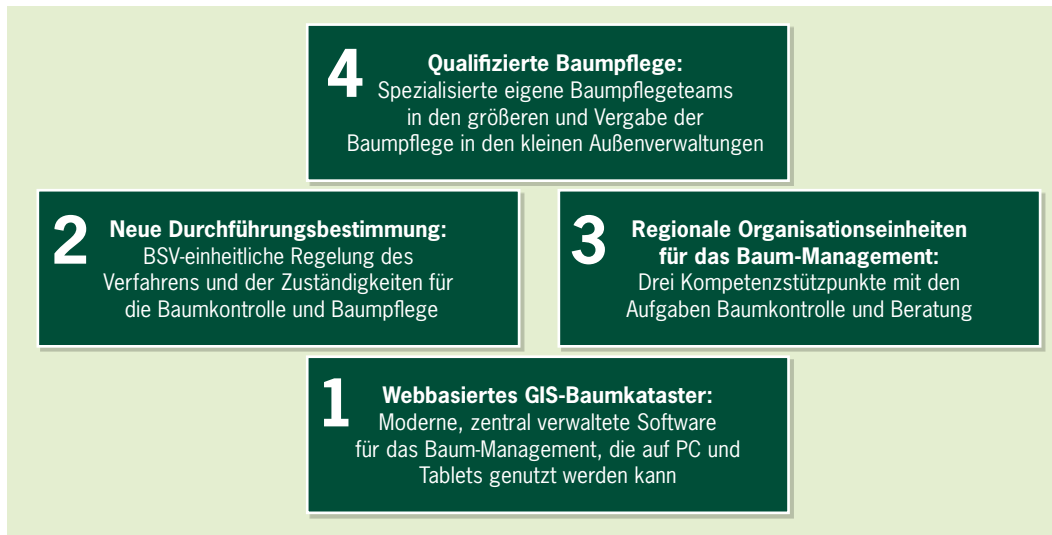 4
Qualifizierte Baumpflege:
Spezialisierte eigene Baumpflegeteams
in den größeren und Vergabe der
Baumpflege in den kleinen Außenverwaltungen
2
Neue Durchführungsbestimmung:
BSV-einheitliche Regelung des
Verfahrens und der Zuständigkeiten für
die Baumkontrolle und Baumpflege
3
Regionale Organisationseinheiten
für das Baum-Management:
Drei Kompetenzstützpunkte mit den
Aufgaben Baumkontrolle und Beratung
1
Webbasiertes GIS-Baumkataster:
Moderne, zentral verwaltete Software
für das Baum-Management, die auf PC und
Tablets genutzt werden kann